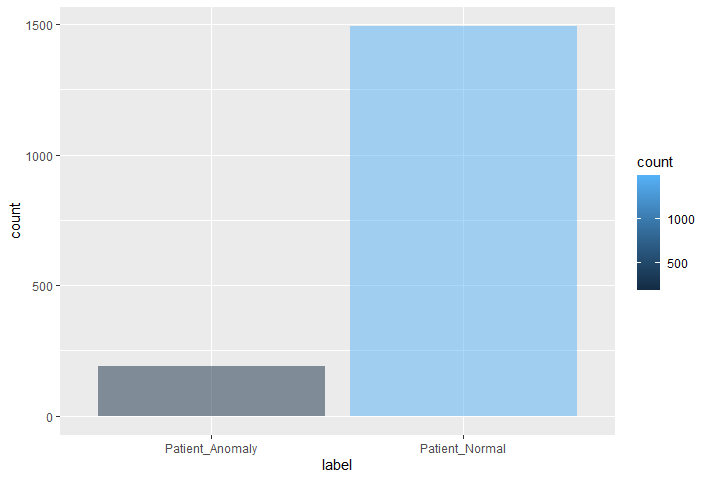 1500
1000
500
0
count
Patient_Anomaly
Patient_Normal
label
count
1000
500